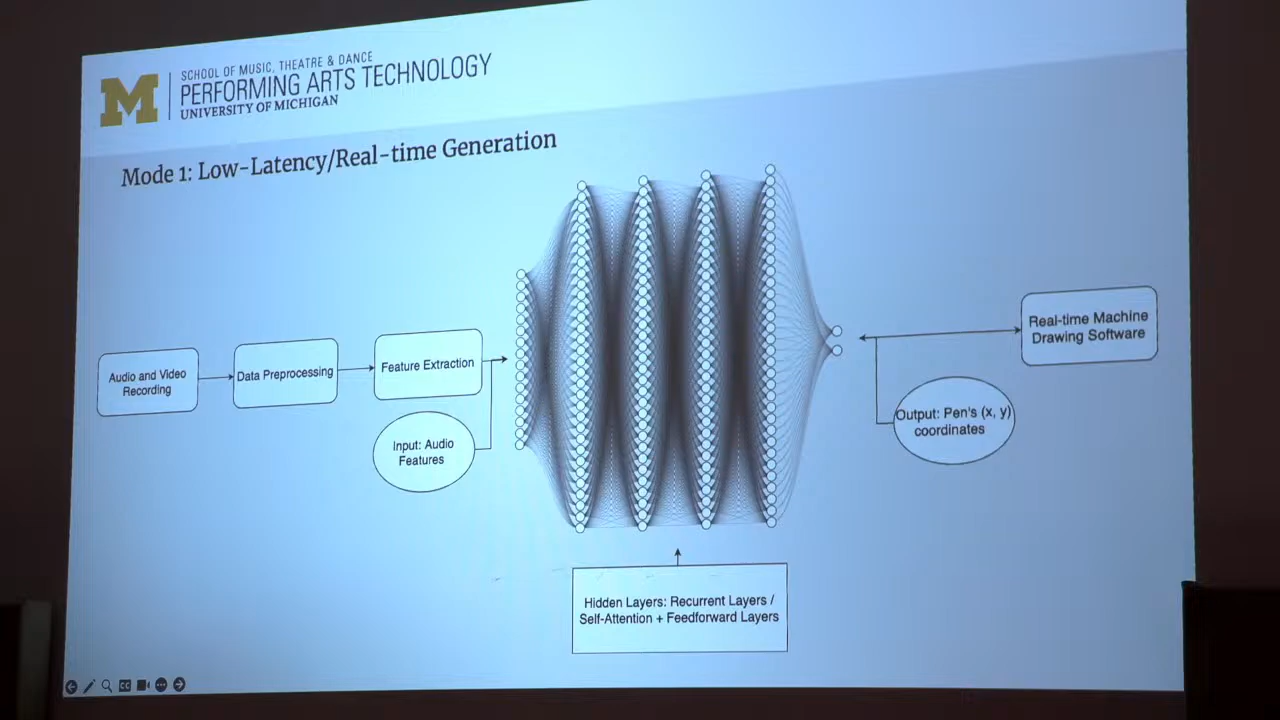 SCHOOL OF MUSIC, THEATRE & DANCE
M
PERFORMING ARTS TECHNOLOGY
UNIVERSITY OF MICHIGAN
Mode 1: Low-Latency/Real-time Generation
Audio and Video
Recording
Data Preprocessing
Feature Extraction
Input: Audio
Features
Hidden Layers: Recurrent Layers /
Self-Attention + Feedforward Layers
Output: Pen's (x, y)
coordinates
Real-time Machine
Drawing Software
CC